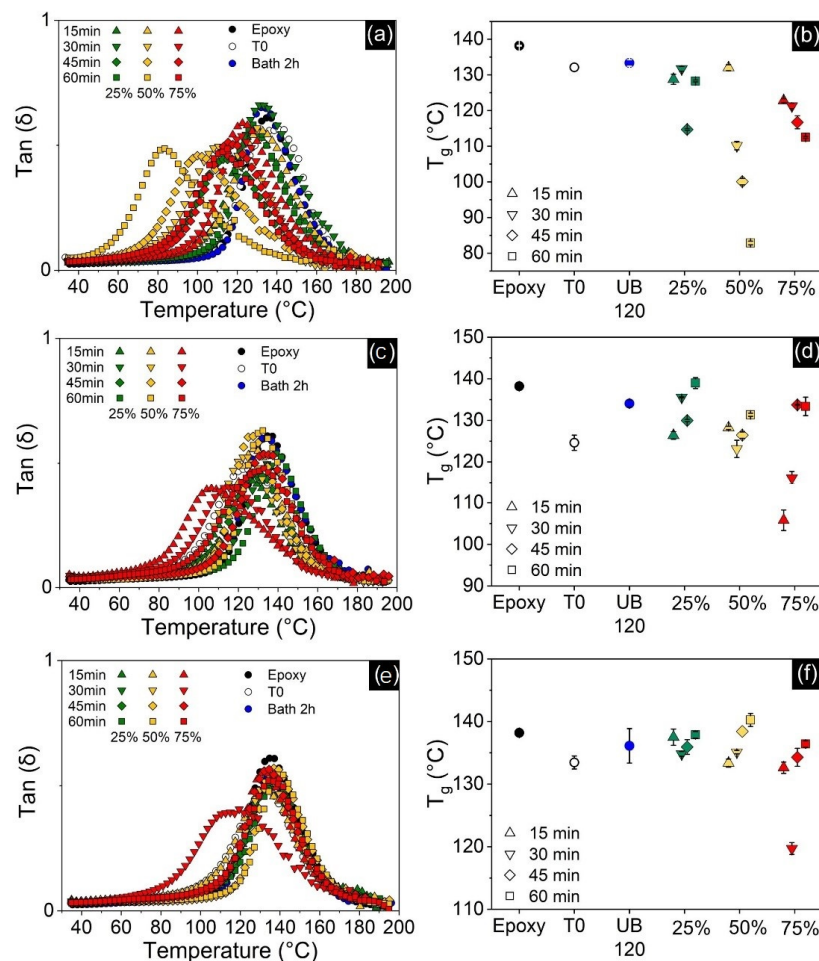 (a)
1
15min
30min
45min
60min
25% 50% 75%
Epoxy
T0
Bath 2h
Tan (δ)
0
40 60 80 100 120 140 160 180 200
Temperature (°C)
(b)
140
130
120
110
100
90
80
Tg (°C)
15 min
30 min
45 min
60 min
Epoxy T0 UB 25% 50% 75%
120
(c)
1
15min
30min
45min
60min
25% 50% 75%
Epoxy
T0
Bath 2h
Tan (δ)
0
40 60 80 100 120 140 160 180 200
Temperature (°C)
(d)
150
140
130
120
110
100
90
Tg (°C)
15 min
30 min
45 min
60 min
Epoxy T0 UB 25% 50% 75%
120
(e)
1
15min
30min
45min
60min
25% 50% 75%
Epoxy
T0
Bath 2h
Tan (δ)
0
40 60 80 100 120 140 160 180 200
Temperature (°C)
(f)
150
140
130
120
110
Tg (°C)
15 min
30 min
45 min
60 min
Epoxy T0 UB 25% 50% 75%
120